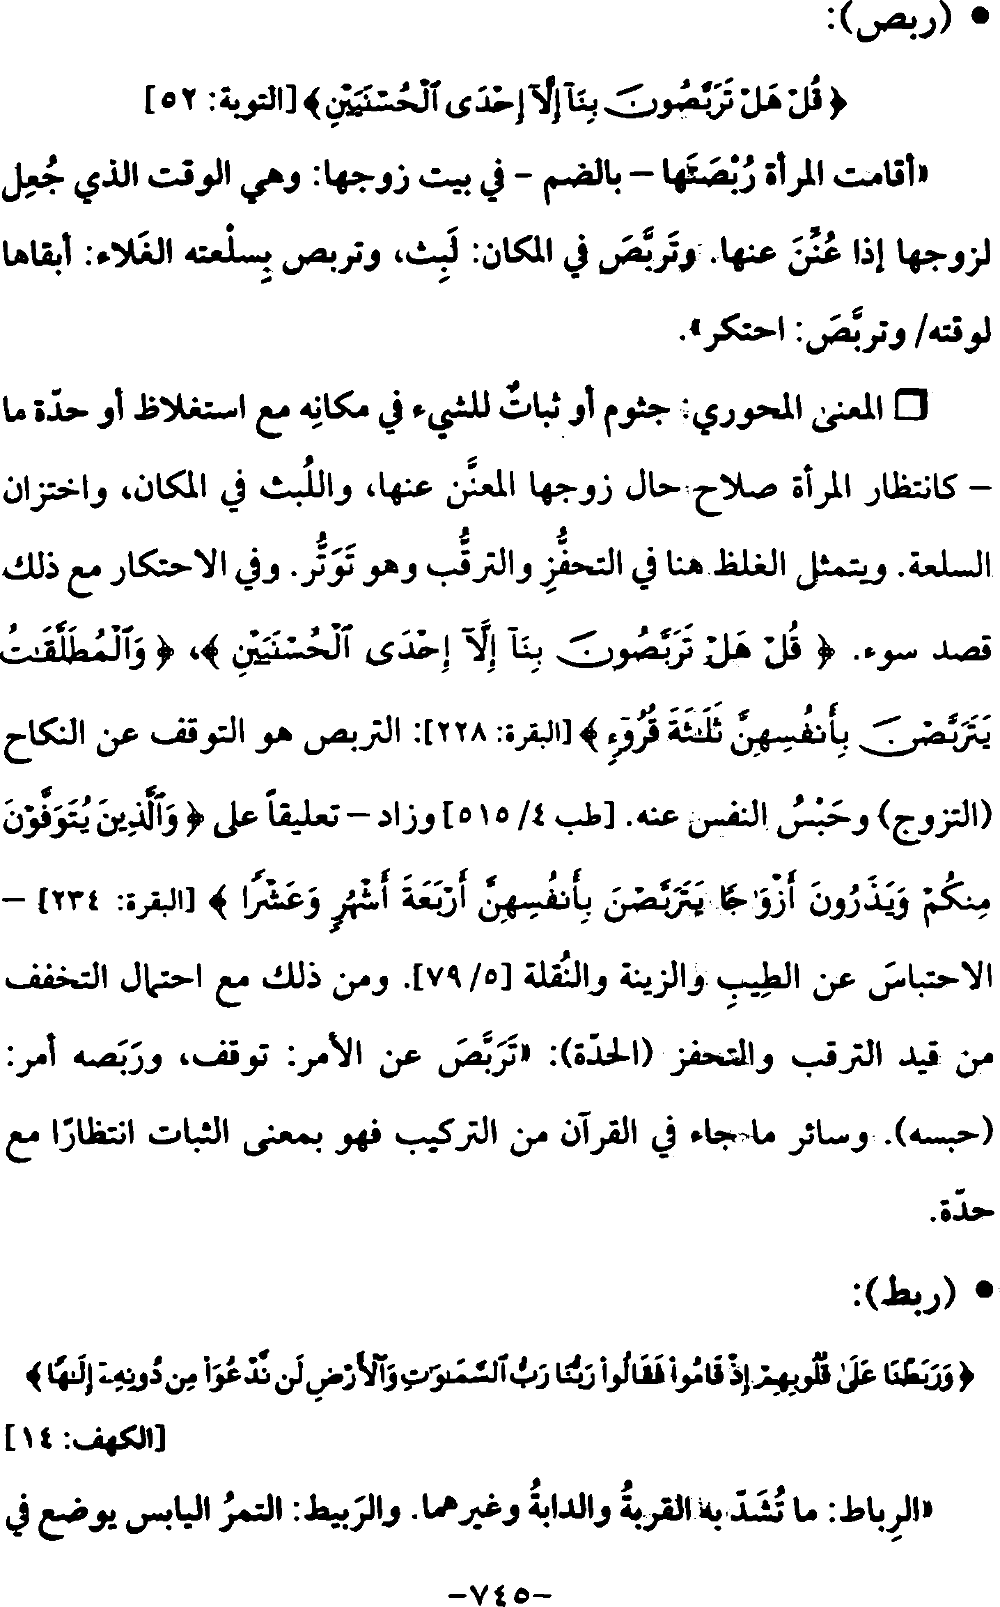 • (ربص):
﴿ قُلْ هَلْ تَرَبَّصُونَ بِنَآ إِلَّآ إِحْدَى ٱلْحُسْنَيَيْنِ ﴾ [التوبة: ٥٢]
«أقامت المرأة رُبْصَتَها – بالضم – في بيت زوجها: وهي الوقت الذي جُعِل
لزوجها إذا عُنِّنَ عنها. وتَرَبَّصَ في المكان: لَبِث، وتربص بِسلْعته الغَلاء: أبقاها
لوقته/ وتربَّصَ: احتكر».
❒ المعنى المحوري: جثوم أو ثباتٌ للشيء في مكانِه مع استغلاظ أو حدّة ما
– كانتظار المرأة صلاح حال زوجها المعنَّن عنها، واللُبث في المكان، واختزان
السلعة. ويتمثل الغلظ هنا في التحفُّزِ والترقُّب وهو تَوَتُّر. وفي الاحتكار مع ذلك
قصد سوء. ﴿ قُلْ هَلْ تَرَبَّصُونَ بِنَآ إِلَّآ إِحْدَى ٱلْحُسْنَيَيْنِ ﴾، ﴿ وَٱلْمُطَلَّقَٰتُ
يَتَرَبَّصْنَ بِأَنفُسِهِنَّ ثَلَٰثَةَ قُرُوٓءٍ ﴾ [البقرة: ٢٢٨]: التربص هو التوقف عن النكاح
(التزوج) وحَبْسُ النفس عنه. [طب ٤/ ٥١٥] وزاد – تعليقاً على ﴿ وَٱلَّذِينَ يُتَوَفَّوْنَ
مِنكُمْ وَيَذَرُونَ أَزْوَٰجًا يَتَرَبَّصْنَ بِأَنفُسِهِنَّ أَرْبَعَةَ أَشْهُرٍ وَعَشْرًا ﴾ [البقرة: ٢٣٤] –
الاحتباسَ عن الطِيبِ والزينة والنُقلة [٥/ ٧٩]. ومن ذلك مع احتمال التخفف
من قيد الترقب والتحفز (الحدّة): «تَرَبَّصَ عن الأمر: توقف، ورَبَصه أمر:
(حبسه). وسائر ما جاء في القرآن من التركيب فهو بمعنى الثبات انتظارًا مع
حدّة.
• (ربط):
﴿ وَرَبَطْنَا عَلَىٰ قُلُوبِهِمْ إِذْ قَامُوا۟ فَقَالُوا۟ رَبُّنَا رَبُّ ٱلسَّمَٰوَٰتِ وَٱلْأَرْضِ لَن نَّدْعُوَا۟ مِن دُونِهِۦٓ إِلَٰهًا ﴾
[الكهف: ١٤]
«الرِباط: ما تُشَدّ به القربةُ والدابةُ وغيرهما. والرَبيط: التمرُ اليابس يوضع في
–٧٤٥–